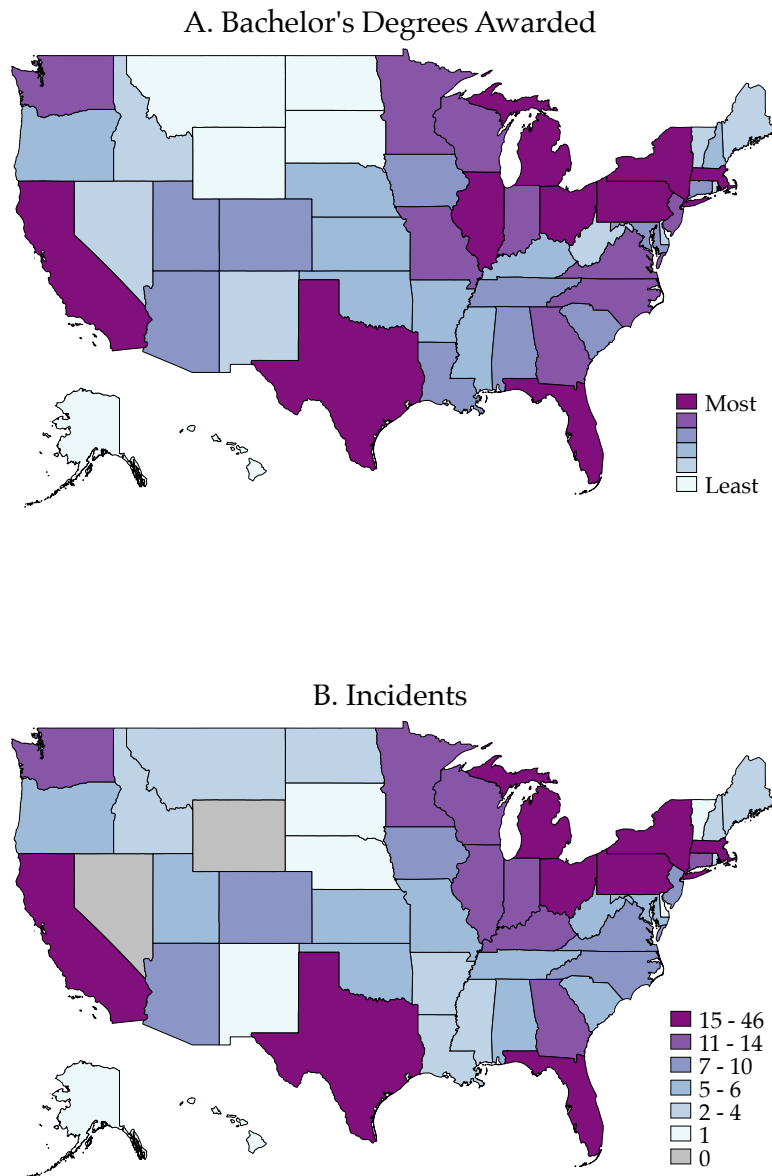 A. Bachelor's Degrees Awarded
Most
Least
B. Incidents
15 - 46
11 - 14
7 - 10
5 - 6
2 - 4
1
0